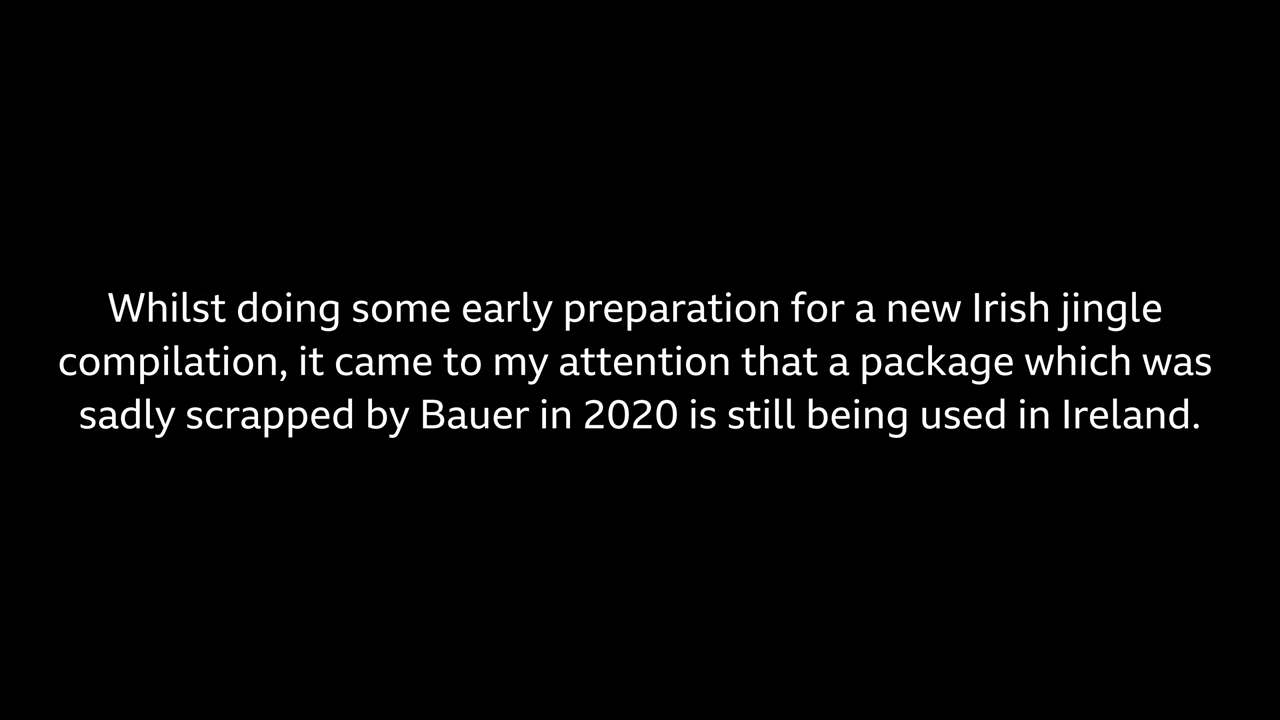 Whilst doing some early preparation for a new Irish jingle
compilation, it came to my attention that a package which was
sadly scrapped by Bauer in 2020 is still being used in Ireland.